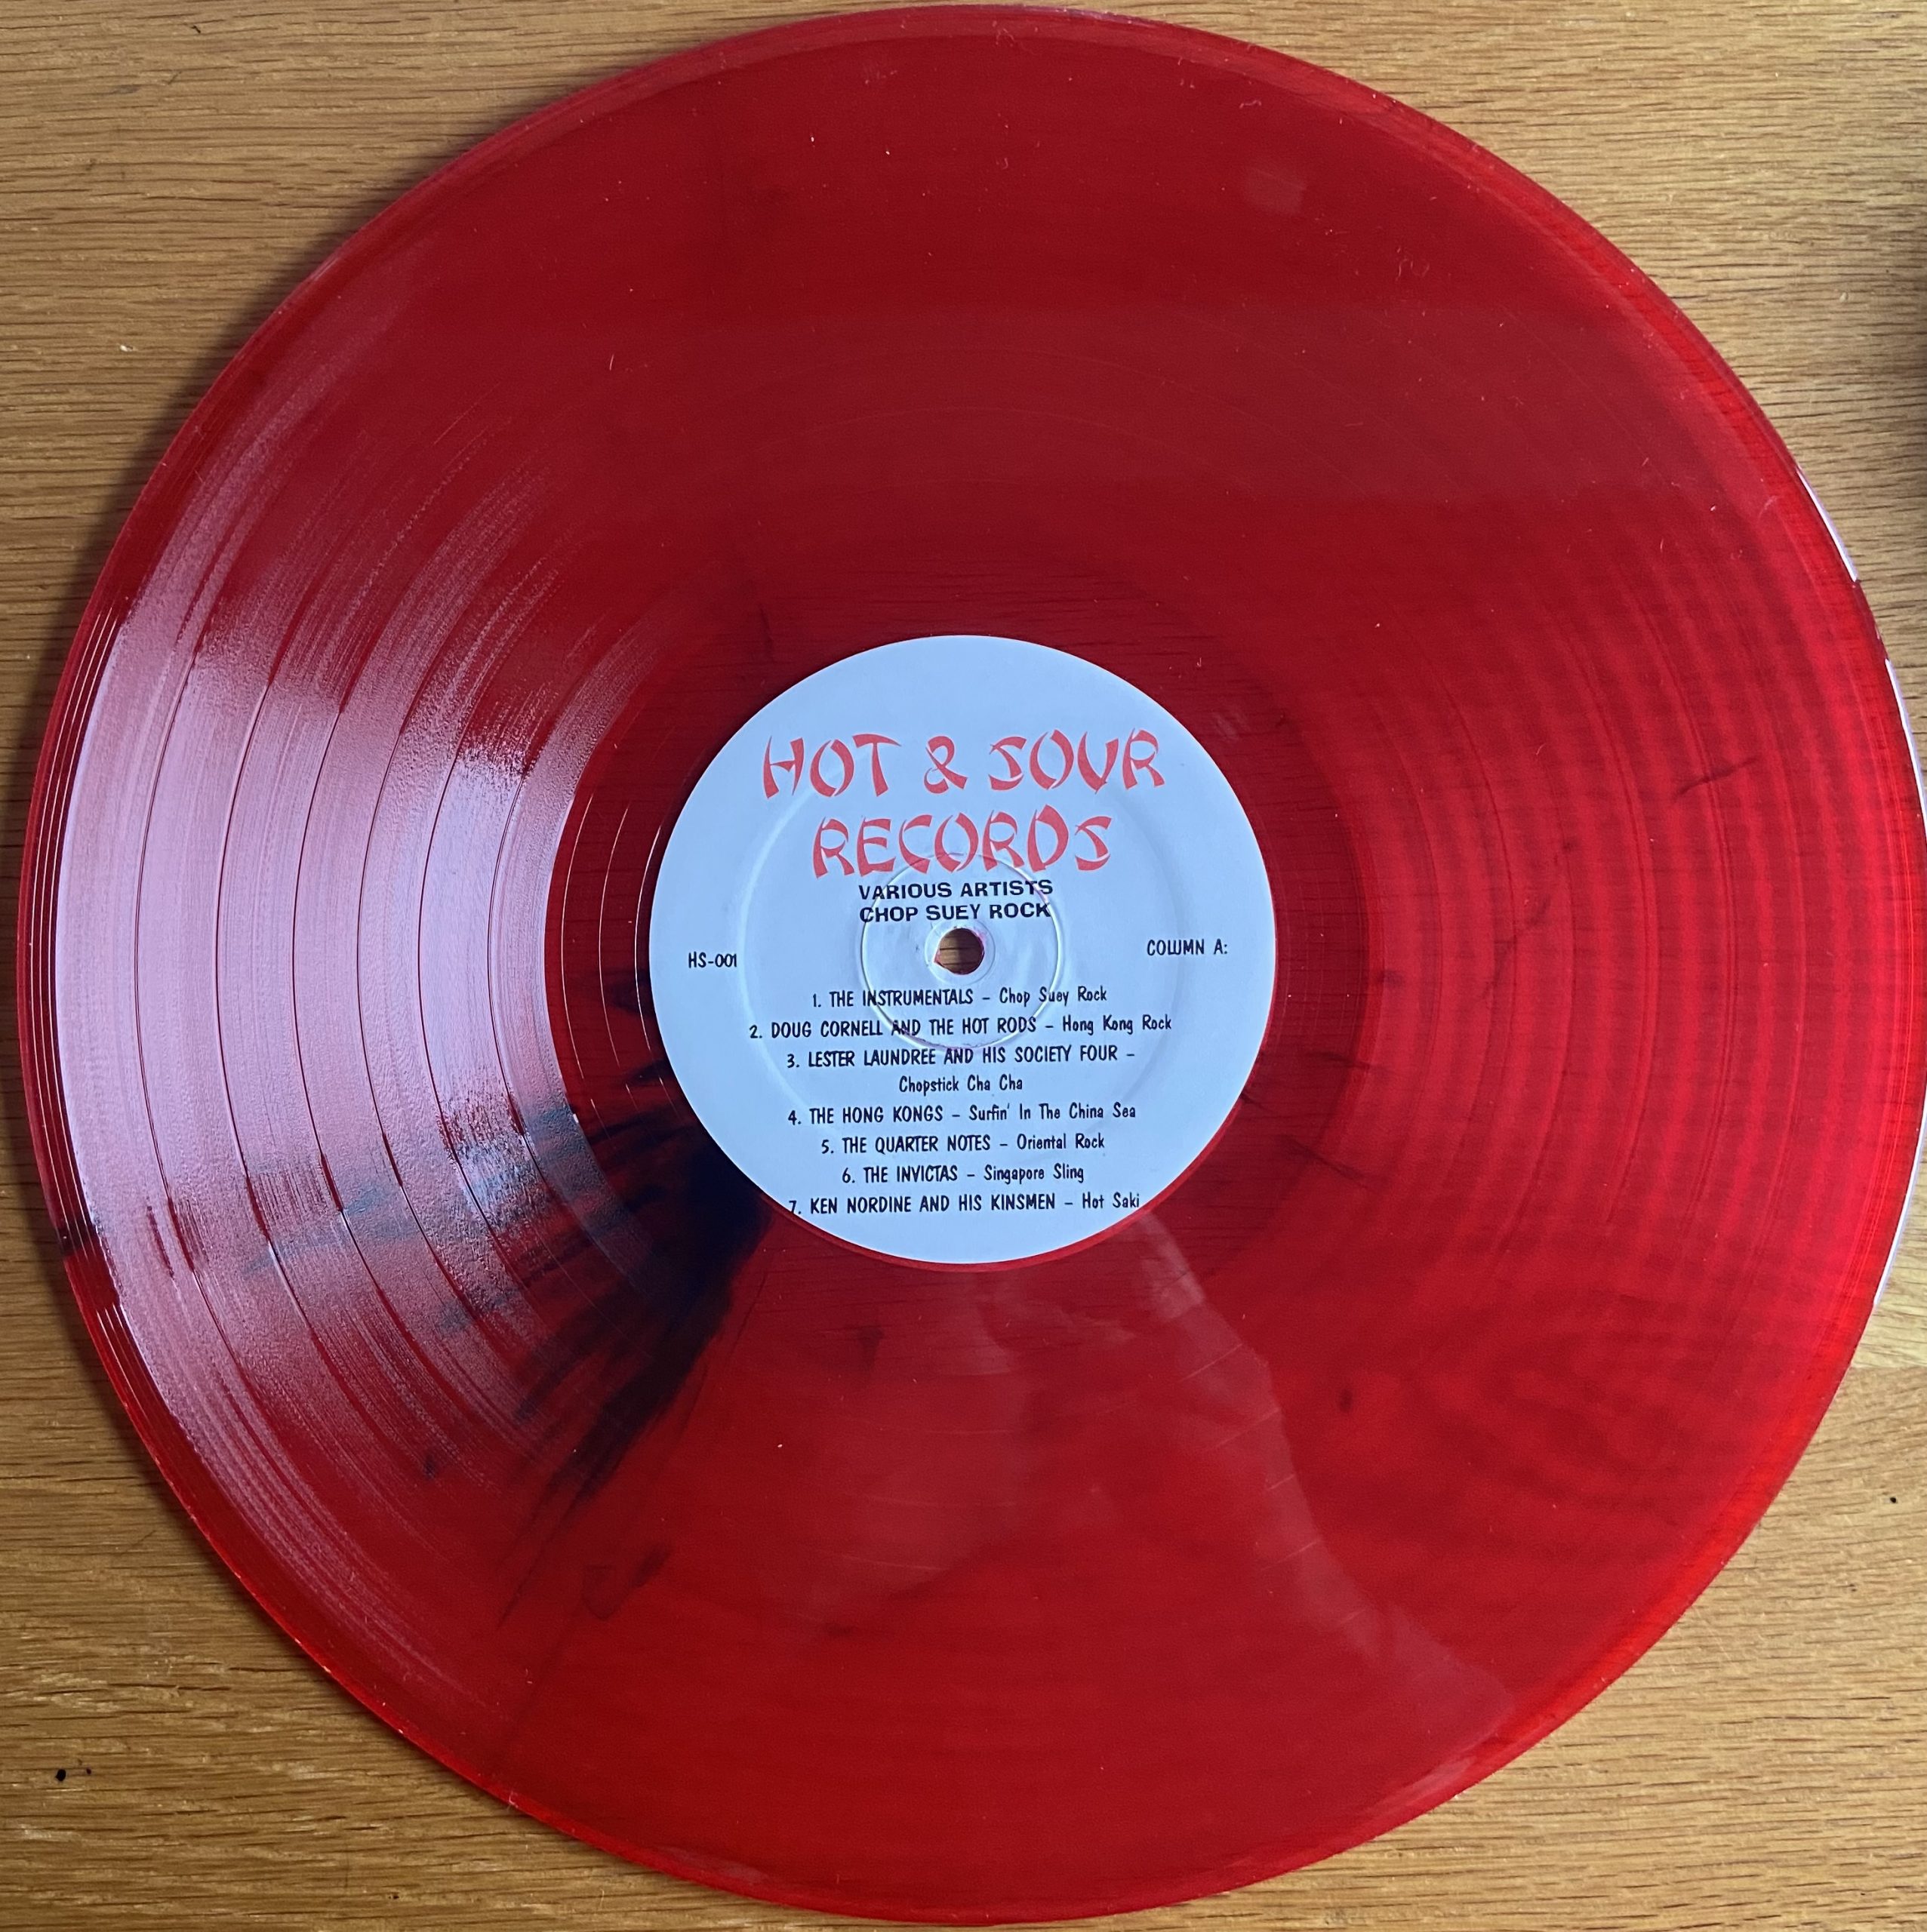 HOT & SOUR
RECORDS
VARIOUS ARTISTS
CHOP SUEY ROCK
HS-001
COLUMN A:
1. THE INSTRUMENTALS – Chop Suey Rock
2. DOUG CORNELL AND THE HOT RODS – Hong Kong Rock
3. LESTER LAUNDREE AND HIS SOCIETY FOUR –
Chopstick Cha Cha
4. THE HONG KONGS – Surfin' In The China Sea
5. THE QUARTER NOTES – Oriental Rock
6. THE INVICTAS – Singapore Sling
7. KEN NORDINE AND HIS KINSMEN – Hot Saki